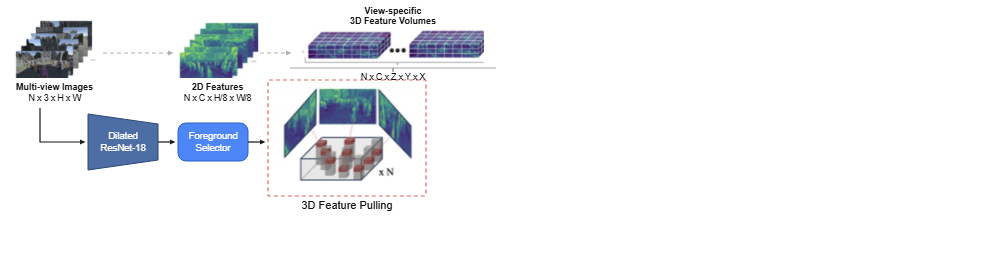 View-specific
3D Feature Volumes
Multi-view Images
N x 3 x H x W
2D Features
N x C x H/8 x W/8
N x C x Z x Y x X
Dilated
ResNet-18
Foreground
Selector
x N
3D Feature Pulling